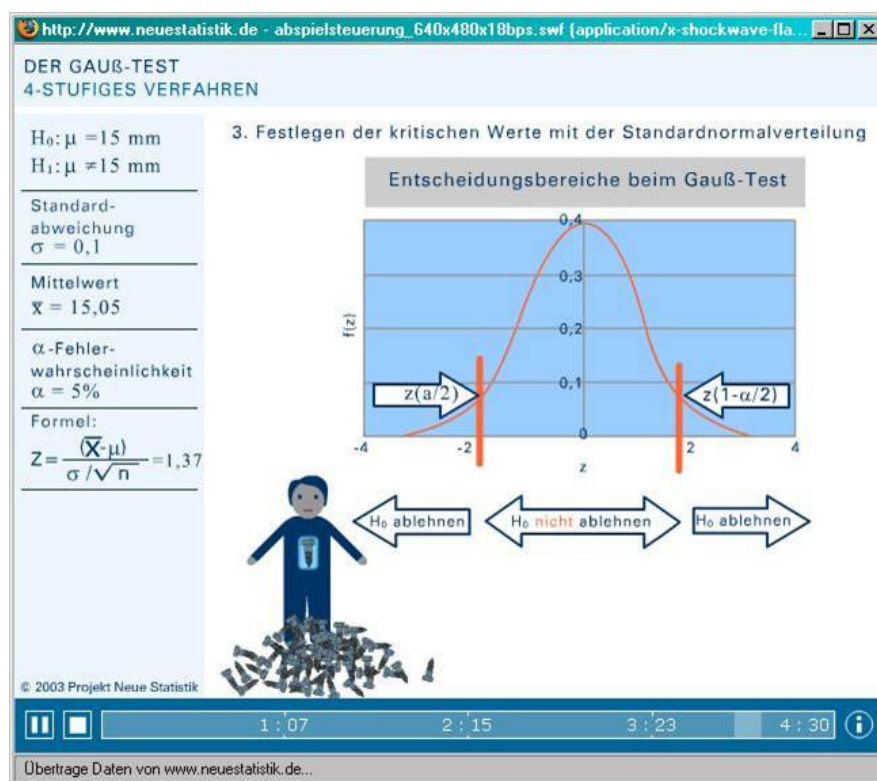 http://www.neuestatistik.de - abspielsteuerung_640x480x18bps.swf (application/x-shockwave-fla...
DER GAUß-TEST
4-STUFIGES VERFAHREN
H₀: μ =15 mm
H₁: μ ≠15 mm
Standard-
abweichung
σ = 0,1
Mittelwert
x̅ = 15,05
α-Fehler-
wahrscheinlichkeit
α = 5%
Formel:
Z = (X̅-μ) / σ /√n =1,37
3. Festlegen der kritischen Werte mit der Standardnormalverteilung
Entscheidungsbereiche beim Gauß-Test
0,4
0,3
0,2
0,1
0
f(z)
z(a/2)
z(1-α/2)
-4 -2 2 4
z
H₀ ablehnen
H₀ nicht ablehnen
H₀ ablehnen
© 2003 Projekt Neue Statistik
1:07 2:15 3:23 4:30
Übertrage Daten von www.neuestatistik.de...